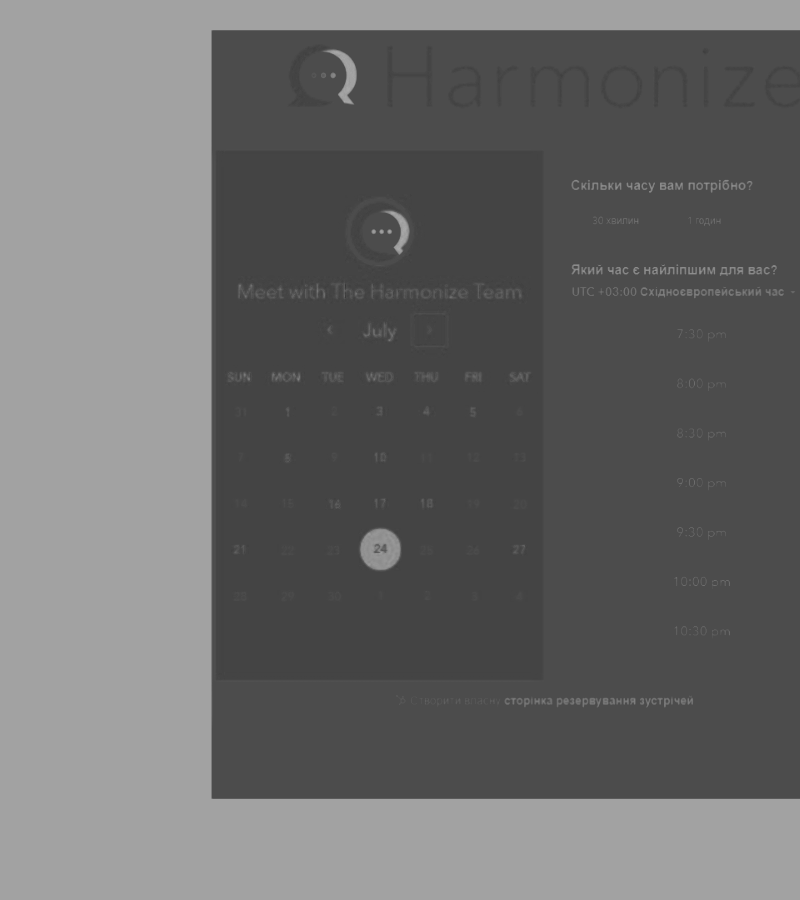 Harmonize
Meet with The Harmonize Team
July
SUN MON TUE WED THU FRI SAT
31 1 2 3 4 5 6
7 8 9 10 11 12 13
14 15 16 17 18 19 20
21 22 23 24 25 26 27
28 29 30 1 2 3 4
Скільки часу вам потрібно?
30 хвилин 1 годин
Який час є найліпшим для вас?
UTC +03:00 Східноєвропейський час
7:30 pm
8:00 pm
8:30 pm
9:00 pm
9:30 pm
10:00 pm
10:30 pm
Створити власну сторінка резервування зустрічей